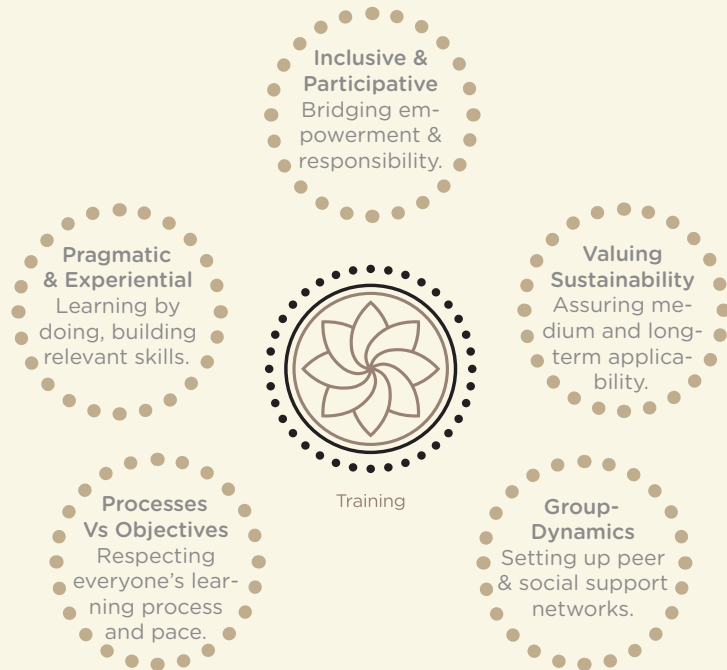 Inclusive &
Participative
Bridging em-
powerment &
responsibility.
Pragmatic
& Experiential
Learning by
doing, building
relevant skills.
Valuing
Sustainability
Assuring me-
dium and long-
term applica-
bility.
Training
Processes
Vs Objectives
Respecting
everyone’s lear-
ning process
and pace.
Group-
Dynamics
Setting up peer
& social support
networks.